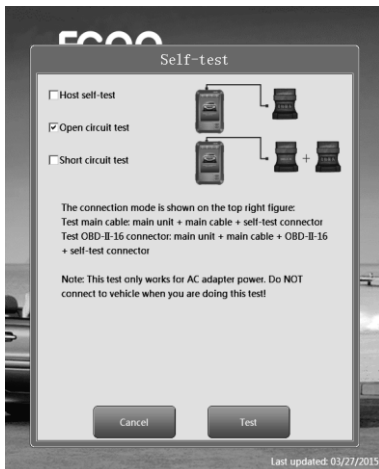 Self-test
Host self-test
Open circuit test
Short circuit test
+
The connection mode is shown on the top right figure:
Test main cable: main unit + main cable + self-test connector
Test OBD-II-16 connector: main unit + main cable + OBD-II-16
+ self-test connector
Note: This test only works for AC adapter power. Do NOT
connect to vehicle when you are doing this test!
Cancel
Test
Last updated: 03/27/2015